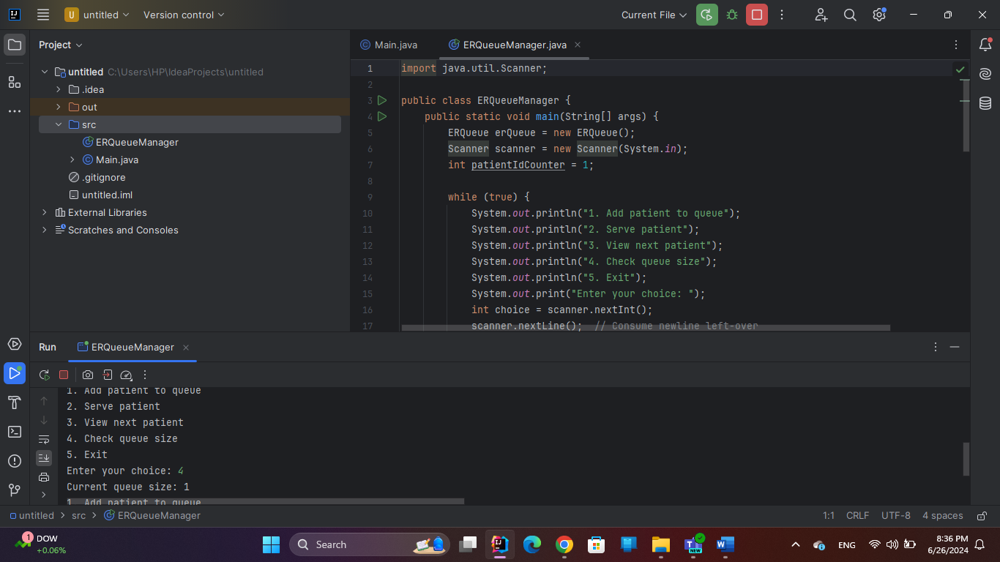 U untitled Version control Current File
Project
untitled C:\Users\HP\IdeaProjects\untitled
.idea
out
src
ERQueueManager
Main.java
.gitignore
untitled.iml
External Libraries
Scratches and Consoles
Main.java ERQueueManager.java
1 import java.util.Scanner;
2
3 public class ERQueueManager {
4 public static void main(String[] args) {
5 ERQueue erQueue = new ERQueue();
6 Scanner scanner = new Scanner(System.in);
7 int patientIdCounter = 1;
8
9 while (true) {
10 System.out.println("1. Add patient to queue");
11 System.out.println("2. Serve patient");
12 System.out.println("3. View next patient");
13 System.out.println("4. Check queue size");
14 System.out.println("5. Exit");
15 System.out.print("Enter your choice: ");
16 int choice = scanner.nextInt();
17 scanner.nextLine(); // Consume newline left-over
Run ERQueueManager
1. Add patient to queue
2. Serve patient
3. View next patient
4. Check queue size
5. Exit
Enter your choice: 4
Current queue size: 1
1. Add patient to queue
untitled > src > ERQueueManager 1:1 CRLF UTF-8 4 spaces
1 DOW
+0.06%
Search
NEW
ENG
8:36 PM
6/26/2024